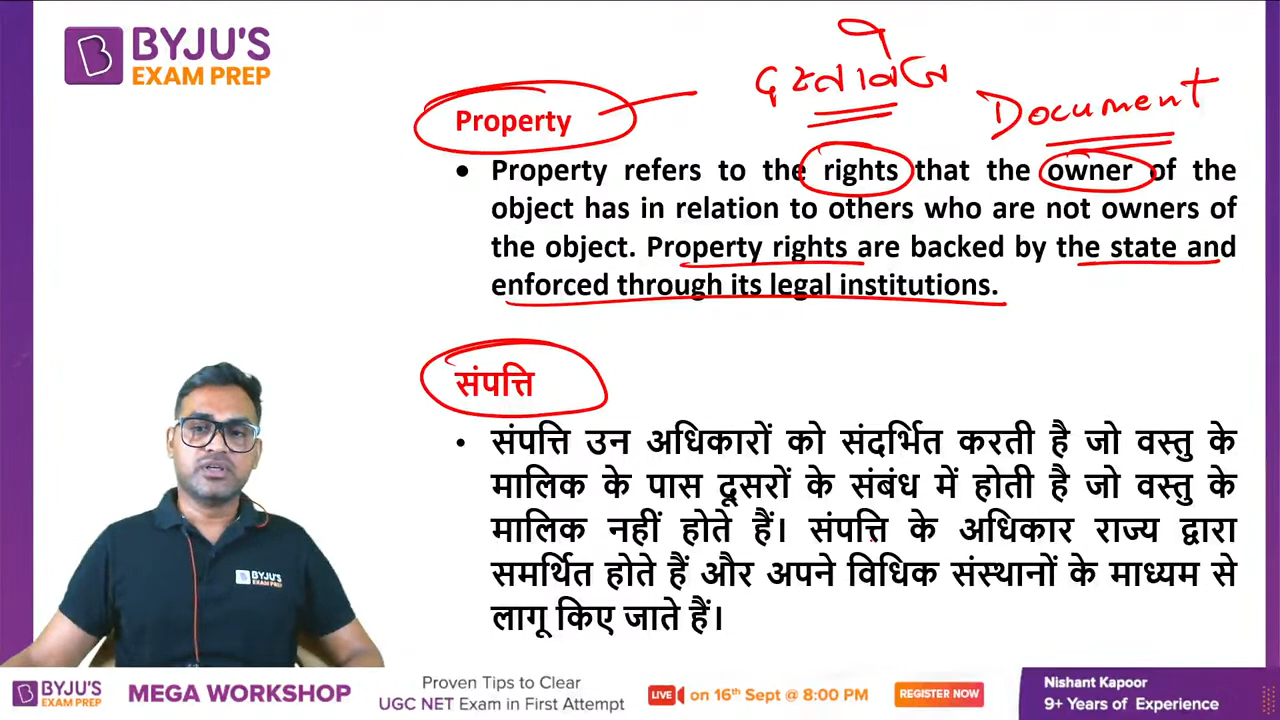 BYJU'S
EXAM PREP
दस्तावेज
Document
Property
• Property refers to the rights that the owner of the
object has in relation to others who are not owners of
the object. Property rights are backed by the state and
enforced through its legal institutions.
संपत्ति
• संपत्ति उन अधिकारों को संदर्भित करती है जो वस्तु के
मालिक के पास दूसरों के संबंध में होती है जो वस्तु के
मालिक नहीं होते हैं। संपत्ति के अधिकार राज्य द्वारा
समर्थित होते हैं और अपने विधिक संस्थानों के माध्यम से
लागू किए जाते हैं।
BYJU'S
EXAM PREP
BYJU'S
EXAM PREP
MEGA WORKSHOP
Proven Tips to Clear
UGC NET Exam in First Attempt
LIVE
on 16th Sept @ 8:00 PM
REGISTER NOW
Nishant Kapoor
9+ Years of Experience